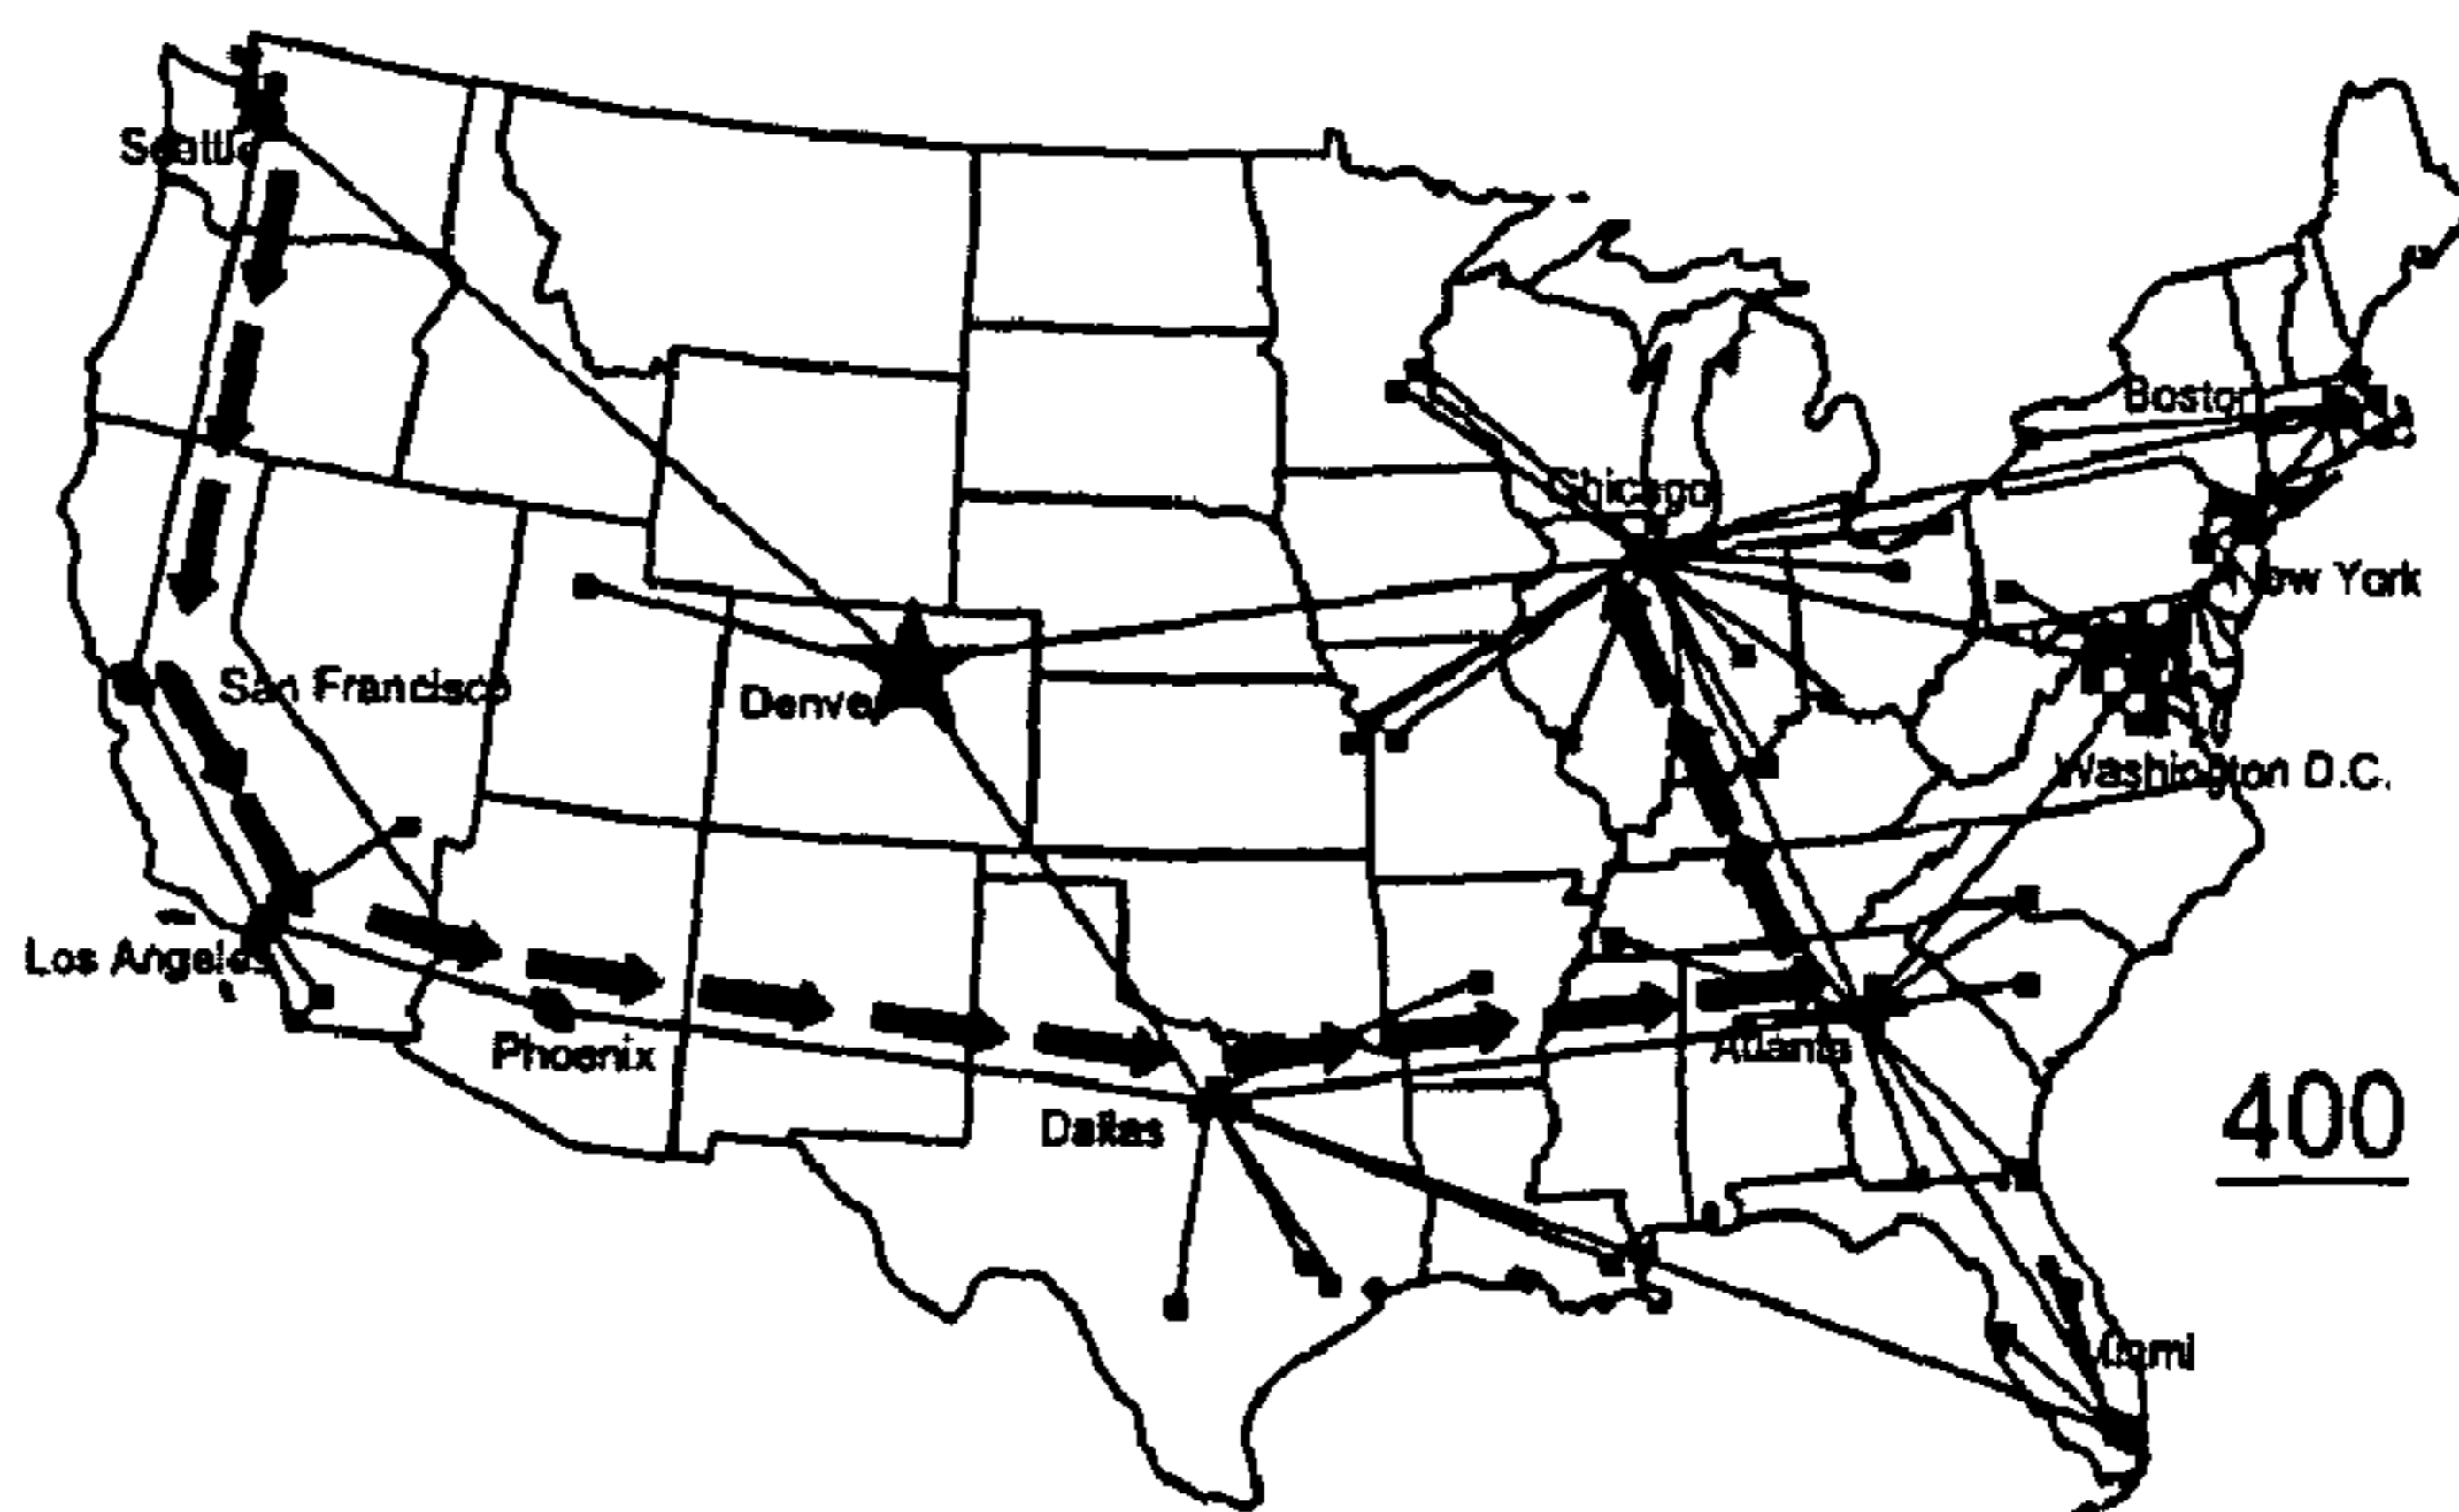 Seattle
Boston
Chicago
New York
San Francisco
Denver
Washington D.C.
Los Angeles
Phoenix
Atlanta
Dallas
400